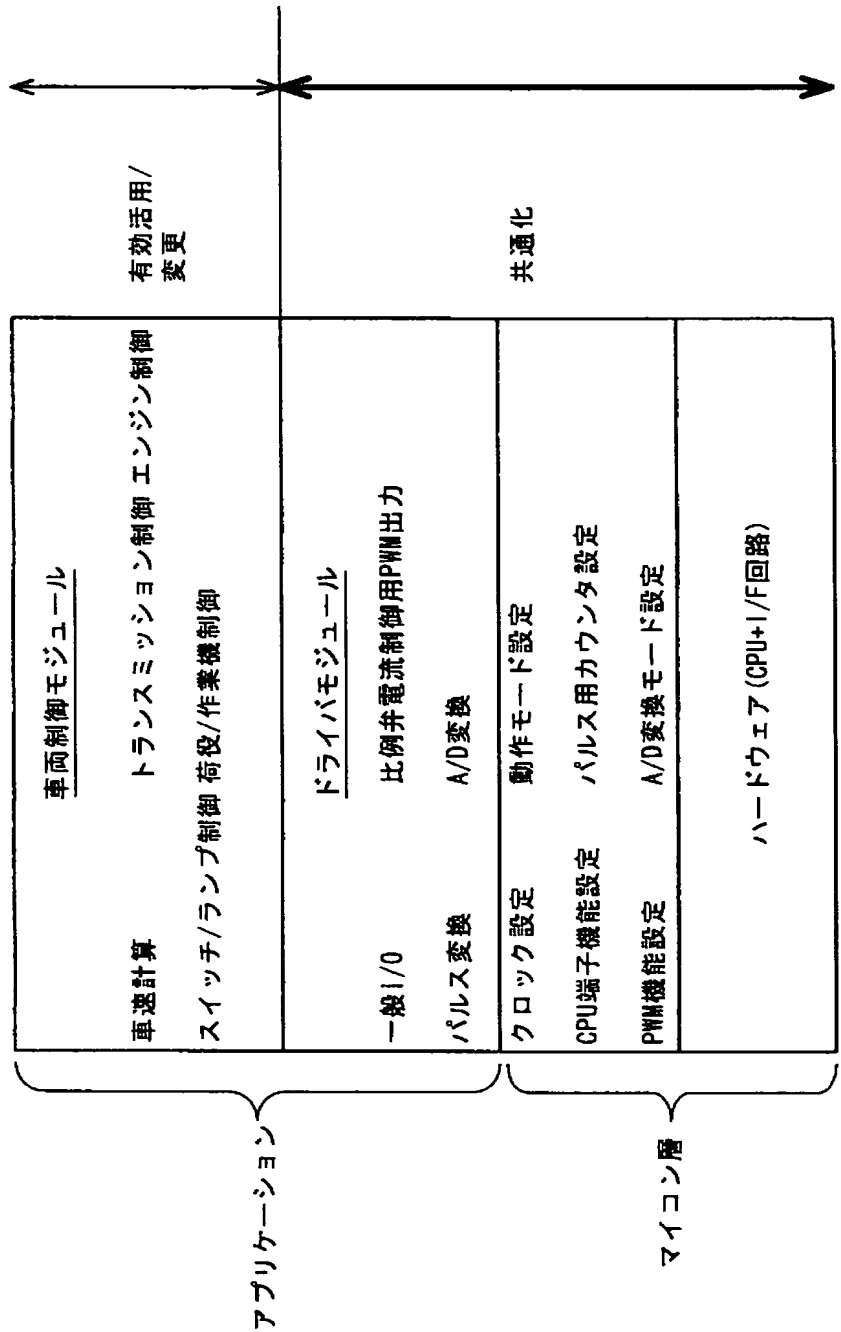 車両制御モジュール
車速計算 トランスミッション制御 エンジン制御
スイッチ/ランプ制御 荷役/作業機制御
有効活用/
変更
ドライバモジュール
一般I/O 比例弁電流制御用PWM出力
パルス変換 A/D変換
アプリケーション
共通化
クロック設定 動作モード設定
CPU端子機能設定 パルス用カウンタ設定
PWM機能設定 A/D変換モード設定
マイコン層
ハードウェア(CPU+I/F回路)